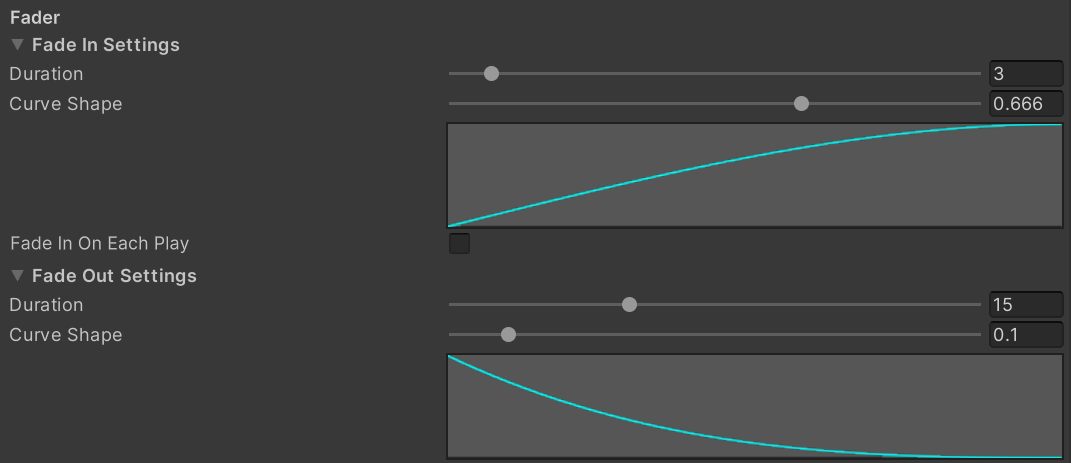 Fader
Fade In Settings
Duration 3
Curve Shape 0.666
Fade In On Each Play
Fade Out Settings
Duration 15
Curve Shape 0.1